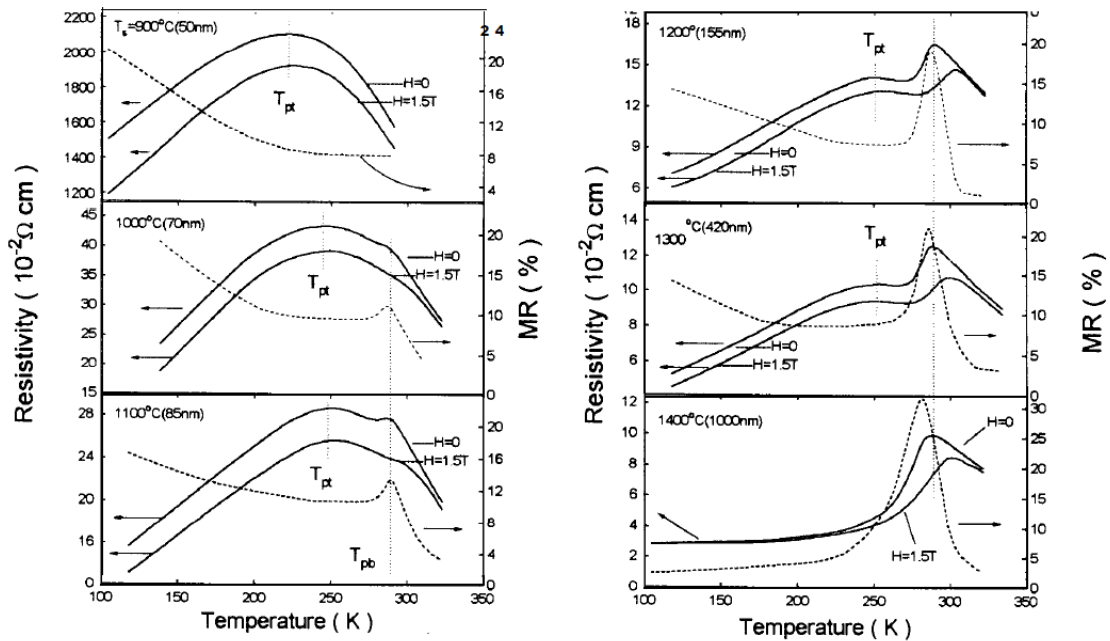 Resistivity ( 10⁻²Ω cm )
2200
2000
1800
1600
1400
1200
Tₛ=900°C(50nm)
H=0
H=1.5T
Tpt
2 4
20
16
12
8
4
45
40
35
30
25
20
15
1000°C(70nm)
H=0
H=1.5T
Tpt
20
15
10
5
0
28
24
20
16
0
1100°C(85nm)
H=0
H=1.5T
Tpt
Tpb
20
16
12
8
4
0
MR ( % )
100 150 200 250 300 350
Temperature ( K )
Resistivity ( 10⁻²Ω cm )
18
15
12
9
6
1200°(155nm)
Tpt
H=0
H=1.5T
20
15
10
5
0
14
12
10
8
6
4
1300 °C(420nm)
Tpt
H=0
H=1.5T
20
15
10
5
0
12
10
8
6
4
2
0
1400°C(1000nm)
H=0
H=1.5T
30
25
20
15
10
5
0
MR ( % )
100 150 200 250 300 350
Temperature ( K )